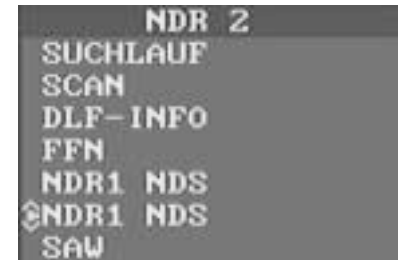 NDR 2
SUCHLAUF
SCAN
DLF-INFO
FFN
NDR1 NDS
NDR1 NDS
SAW